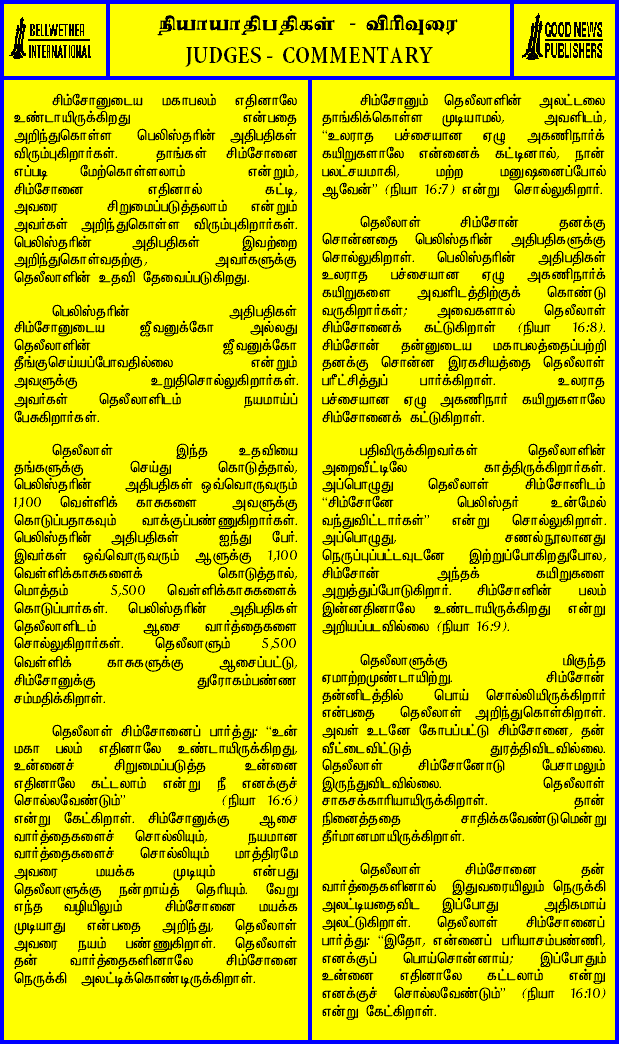 BELLWETHER
INTERNATIONAL
நியாயாதிபதிகள் - விரிவுரை
JUDGES - COMMENTARY
GOOD NEWS
PUBLISHERS
சிம்சோனுடைய மகாபலம் எதினாலே
உண்டாயிருக்கிறது என்பதை
அறிந்துகொள்ள பெலிஸ்தரின் அதிபதிகள்
விரும்புகிறார்கள். தாங்கள் சிம்சோனை
எப்படி மேற்கொள்ளலாம் என்றும்,
சிம்சோனை எதினால் கட்டி,
அவரை சிறுமைப்படுத்தலாம் என்றும்
அவர்கள் அறிந்துகொள்ள விரும்புகிறார்கள்.
பெலிஸ்தரின் அதிபதிகள் இவற்றை
அறிந்துகொள்வதற்கு, அவர்களுக்கு
தெலீலாளின் உதவி தேவைப்படுகிறது.
பெலிஸ்தரின் அதிபதிகள்
சிம்சோனுடைய ஜீவனுக்கோ அல்லது
தெலீலாளின் ஜீவனுக்கோ
தீங்குசெய்யப்போவதில்லை என்றும்
அவளுக்கு உறுதிசொல்லுகிறார்கள்.
அவர்கள் தெலீலாளிடம் நயமாய்ப்
பேசுகிறார்கள்.
தெலீலாள் இந்த உதவியை
தங்களுக்கு செய்து கொடுத்தால்,
பெலிஸ்தரின் அதிபதிகள் ஒவ்வொருவரும்
1,100 வெள்ளிக் காசுகளை அவளுக்கு
கொடுப்பதாகவும் வாக்குப்பண்ணுகிறார்கள்.
பெலிஸ்தரின் அதிபதிகள் ஐந்து பேர்.
இவர்கள் ஒவ்வொருவரும் ஆளுக்கு 1,100
வெள்ளிக்காசுகளைக் கொடுத்தால்,
மொத்தம் 5,500 வெள்ளிக்காசுகளைக்
கொடுப்பார்கள். பெலிஸ்தரின் அதிபதிகள்
தெலீலாளிடம் ஆசை வார்த்தைகளை
சொல்லுகிறார்கள். தெலீலாளும் 5,500
வெள்ளிக் காசுகளுக்கு ஆசைப்பட்டு,
சிம்சோனுக்கு துரோகம்பண்ண
சம்மதிக்கிறாள்.
தெலீலாள் சிம்சோனைப் பார்த்து: “உன்
மகா பலம் எதினாலே உண்டாயிருக்கிறது,
உன்னைச் சிறுமைப்படுத்த உன்னை
எதினாலே கட்டலாம் என்று நீ எனக்குச்
சொல்லவேண்டும்” (நியா 16:6)
என்று கேட்கிறாள். சிம்சோனுக்கு ஆசை
வார்த்தைகளைச் சொல்லியும், நயமான
வார்த்தைகளைச் சொல்லியும் மாத்திரமே
அவரை மயக்க முடியும் என்பது
தெலீலாளுக்கு நன்றாய்த் தெரியும். வேறு
எந்த வழியிலும் சிம்சோனை மயக்க
முடியாது என்பதை அறிந்து, தெலீலாள்
அவரை நயம் பண்ணுகிறாள். தெலீலாள்
தன் வார்த்தைகளினாலே சிம்சோனை
நெருக்கி அலட்டிக்கொண்டிருக்கிறாள்.
சிம்சோனும் தெலீலாளின் அலட்டலை
தாங்கிக்கொள்ள முடியாமல், அவளிடம்,
“உலராத பச்சையான ஏழு அகணிநார்க்
கயிறுகளாலே என்னைக் கட்டினால், நான்
பலட்சயமாகி, மற்ற மனுஷனைப்போல்
ஆவேன்” (நியா 16:7) என்று சொல்லுகிறார்.
தெலீலாள் சிம்சோன் தனக்கு
சொன்னதை பெலிஸ்தரின் அதிபதிகளுக்கு
சொல்லுகிறாள். பெலிஸ்தரின் அதிபதிகள்
உலராத பச்சையான ஏழு அகணிநார்க்
கயிறுகளை அவளிடத்திற்குக் கொண்டு
வருகிறார்கள்; அவைகளால் தெலீலாள்
சிம்சோனைக் கட்டுகிறாள் (நியா 16:8).
சிம்சோன் தன்னுடைய மகாபலத்தைப்பற்றி
தனக்கு சொன்ன இரகசியத்தை தெலீலாள்
பரீட்சித்துப் பார்க்கிறாள். உலராத
பச்சையான ஏழு அகணிநார் கயிறுகளாலே
சிம்சோனைக் கட்டுகிறாள்.
பதிவிருக்கிறவர்கள் தெலீலாளின்
அறைவீட்டிலே காத்திருக்கிறார்கள்.
அப்பொழுது தெலீலாள் சிம்சோனிடம்
“சிம்சோனே பெலிஸ்தர் உன்மேல்
வந்துவிட்டார்கள்” என்று சொல்லுகிறாள்.
அப்பொழுது, சணல்நூலானது
நெருப்புப்பட்டவுடனே இற்றுப்போகிறதுபோல,
சிம்சோன் அந்தக் கயிறுகளை
அறுத்துப்போடுகிறார். சிம்சோனின் பலம்
இன்னதினாலே உண்டாயிருக்கிறது என்று
அறியப்படவில்லை (நியா 16:9).
தெலீலாளுக்கு மிகுந்த
ஏமாற்றமுண்டாயிற்று. சிம்சோன்
தன்னிடத்தில் பொய் சொல்லியிருக்கிறார்
என்பதை தெலீலாள் அறிந்துகொள்கிறாள்.
அவள் உடனே கோபப்பட்டு சிம்சோனை, தன்
வீட்டைவிட்டுத் துரத்திவிடவில்லை.
தெலீலாள் சிம்சோனோடு பேசாமலும்
இருந்துவிடவில்லை. தெலீலாள்
சாகசக்காரியாயிருக்கிறாள். தான்
நினைத்ததை சாதிக்கவேண்டுமென்று
தீர்மானமாயிருக்கிறாள்.
தெலீலாள் சிம்சோனை தன்
வார்த்தைகளினால் இதுவரையிலும் நெருக்கி
அலட்டியதைவிட இப்போது அதிகமாய்
அலட்டுகிறாள். தெலீலாள் சிம்சோனைப்
பார்த்து: “இதோ, என்னைப் பரியாசம்பண்ணி,
எனக்குப் பொய்சொன்னாய்; இப்போதும்
உன்னை எதினாலே கட்டலாம் என்று
எனக்குச் சொல்லவேண்டும்” (நியா 16:10)
என்று கேட்கிறாள்.